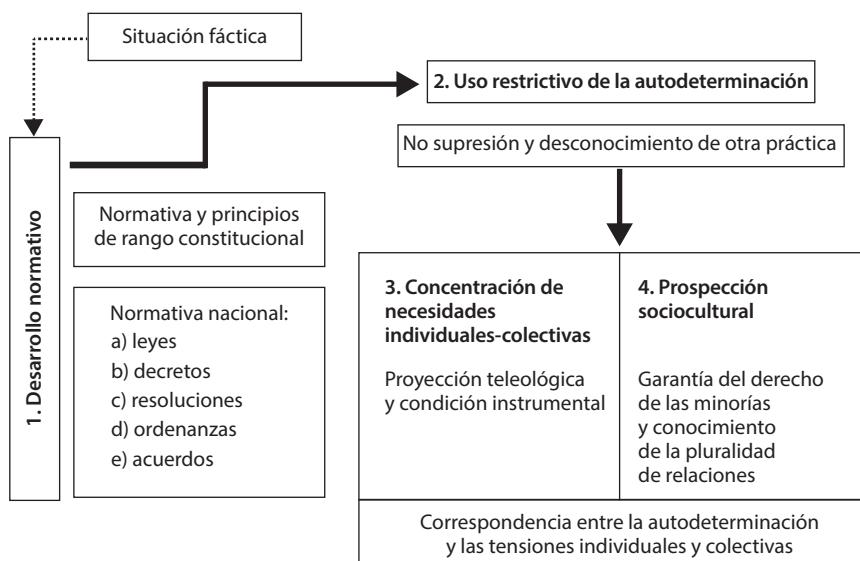 Situación fáctica
1. Desarrollo normativo
Normativa y principios
de rango constitucional
Normativa nacional:
a) leyes
b) decretos
c) resoluciones
d) ordenanzas
e) acuerdos
2. Uso restrictivo de la autodeterminación
No supresión y desconocimiento de otra práctica
3. Concentración de
necesidades
individuales-colectivas
Proyección teleológica
y condición instrumental
4. Prospección
sociocultural
Garantía del derecho
de las minorías
y conocimiento
de la pluralidad
de relaciones
Correspondencia entre la autodeterminación
y las tensiones individuales y colectivas